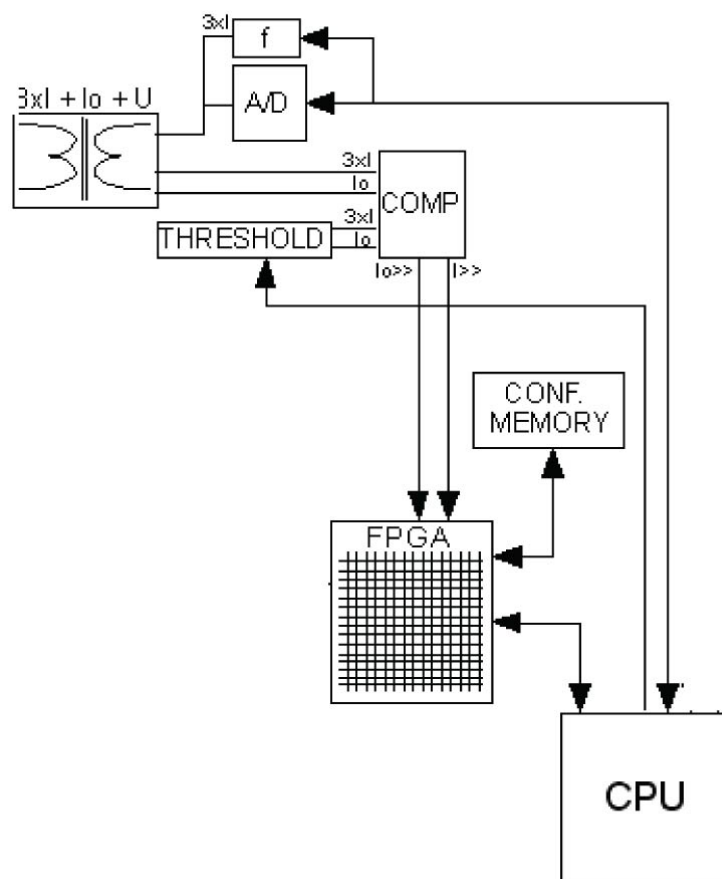 3xI
f
3xI + Io + U
A/D
3xI
Io
COMP
3xI
Io
THRESHOLD
Io>>
I>>
CONF.
MEMORY
FPGA
CPU